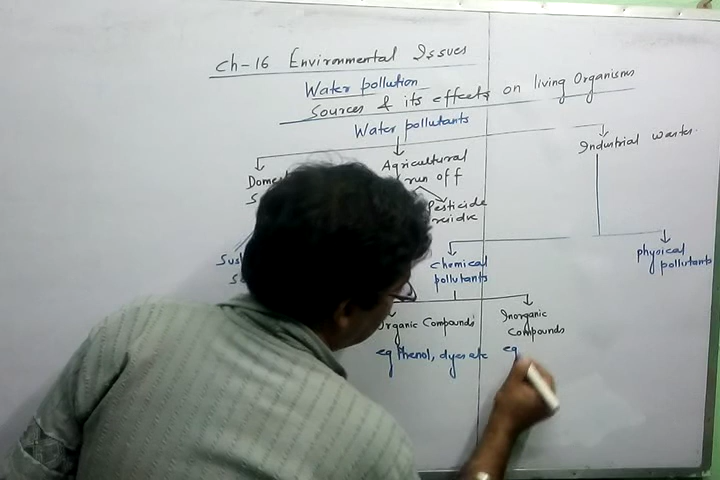 Ch-16 Environmental Issues
Water pollution
Sources & its effects on living Organisms
Water pollutants
Agricultural
run off
Industrial wastes
Pesticide
physical
pollutants
chemical
pollutants
Organic Compounds
Inorganic
compounds
eg Phenol, dyes etc
eg